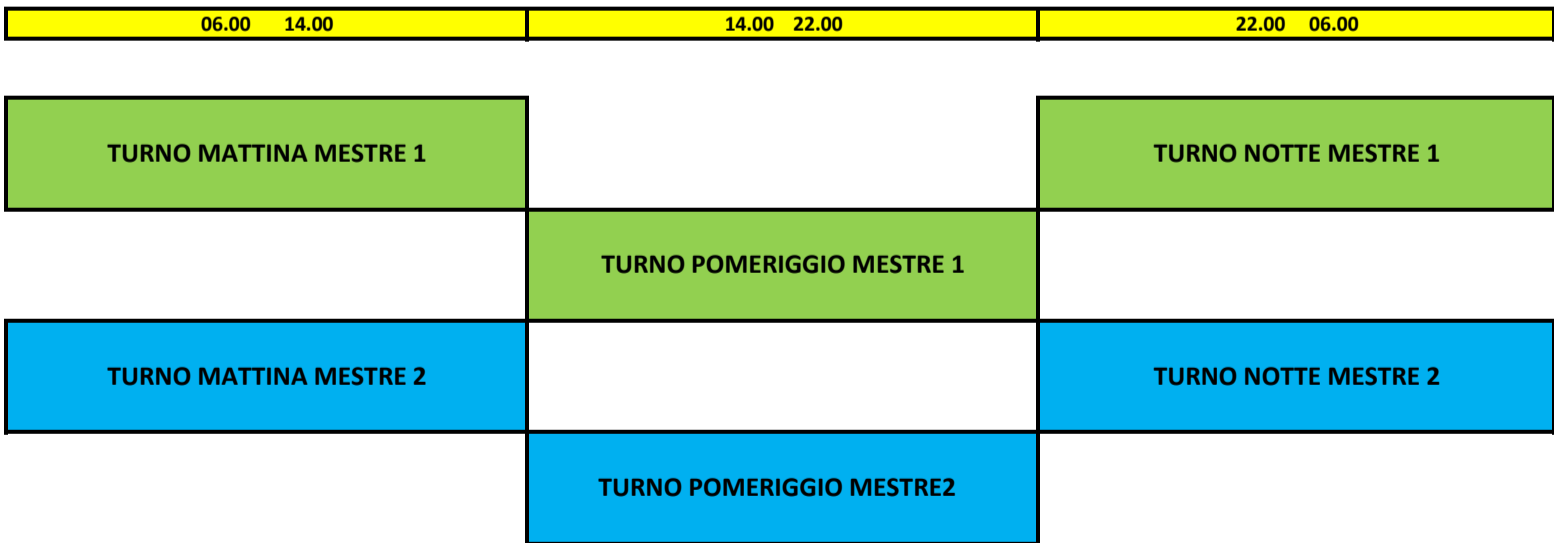 06.00 14.00
14.00 22.00
22.00 06.00
TURNO MATTINA MESTRE 1
TURNO NOTTE MESTRE 1
TURNO POMERIGGIO MESTRE 1
TURNO MATTINA MESTRE 2
TURNO NOTTE MESTRE 2
TURNO POMERIGGIO MESTRE2